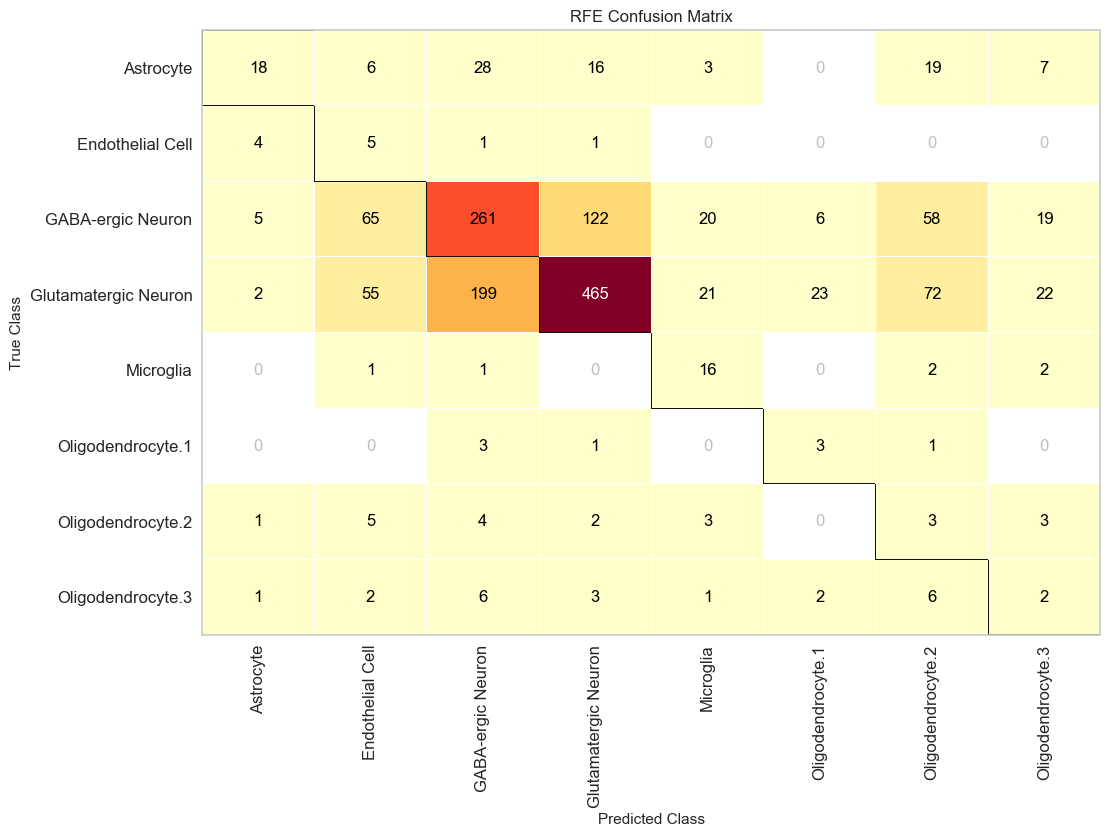 RFE Confusion Matrix
True Class
Astrocyte 18 6 28 16 3 0 19 7
Endothelial Cell 4 5 1 1 0 0 0 0
GABA-ergic Neuron 5 65 261 122 20 6 58 19
Glutamatergic Neuron 2 55 199 465 21 23 72 22
Microglia 0 1 1 0 16 0 2 2
Oligodendrocyte.1 0 0 3 1 0 3 1 0
Oligodendrocyte.2 1 5 4 2 3 0 3 3
Oligodendrocyte.3 1 2 6 3 1 2 6 2
Astrocyte
Endothelial Cell
GABA-ergic Neuron
Glutamatergic Neuron
Microglia
Oligodendrocyte.1
Oligodendrocyte.2
Oligodendrocyte.3
Predicted Class